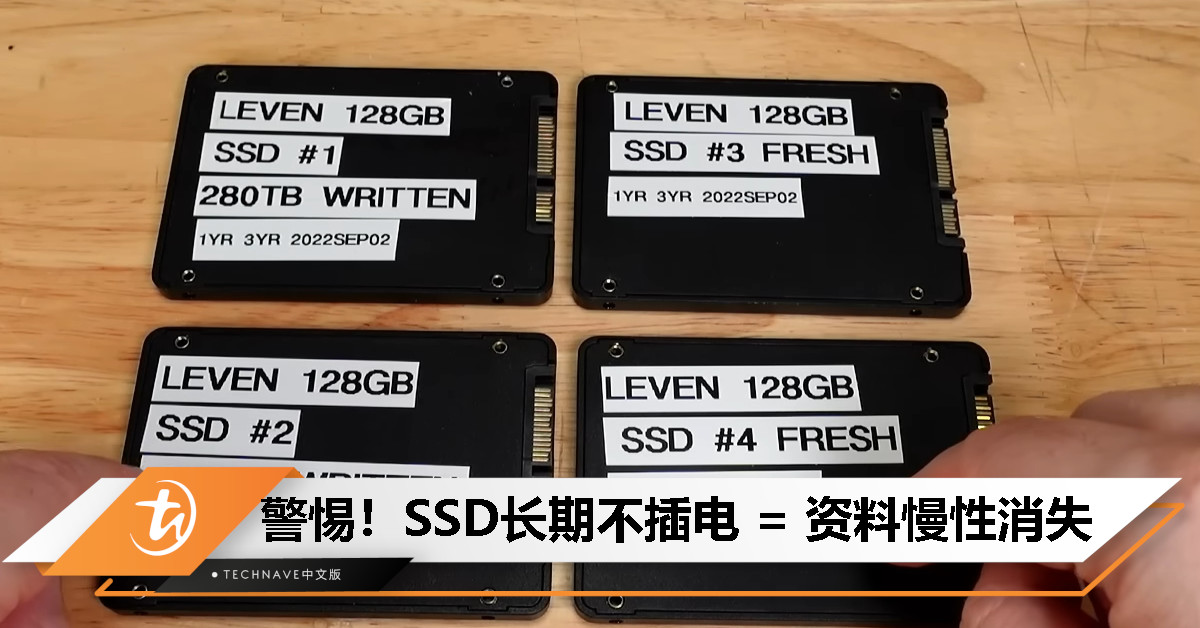 LEVEN 128GB
SSD #1
280TB WRITTEN
1YR 3YR 2022SEP02
LEVEN 128GB
SSD #3 FRESH
1YR 3YR 2022SEP02
LEVEN 128GB
SSD #2
WRITTEN
LEVEN 128GB
SSD #4 FRESH
警惕！SSD长期不插电 = 资料慢性消失
TECHNAVE中文版